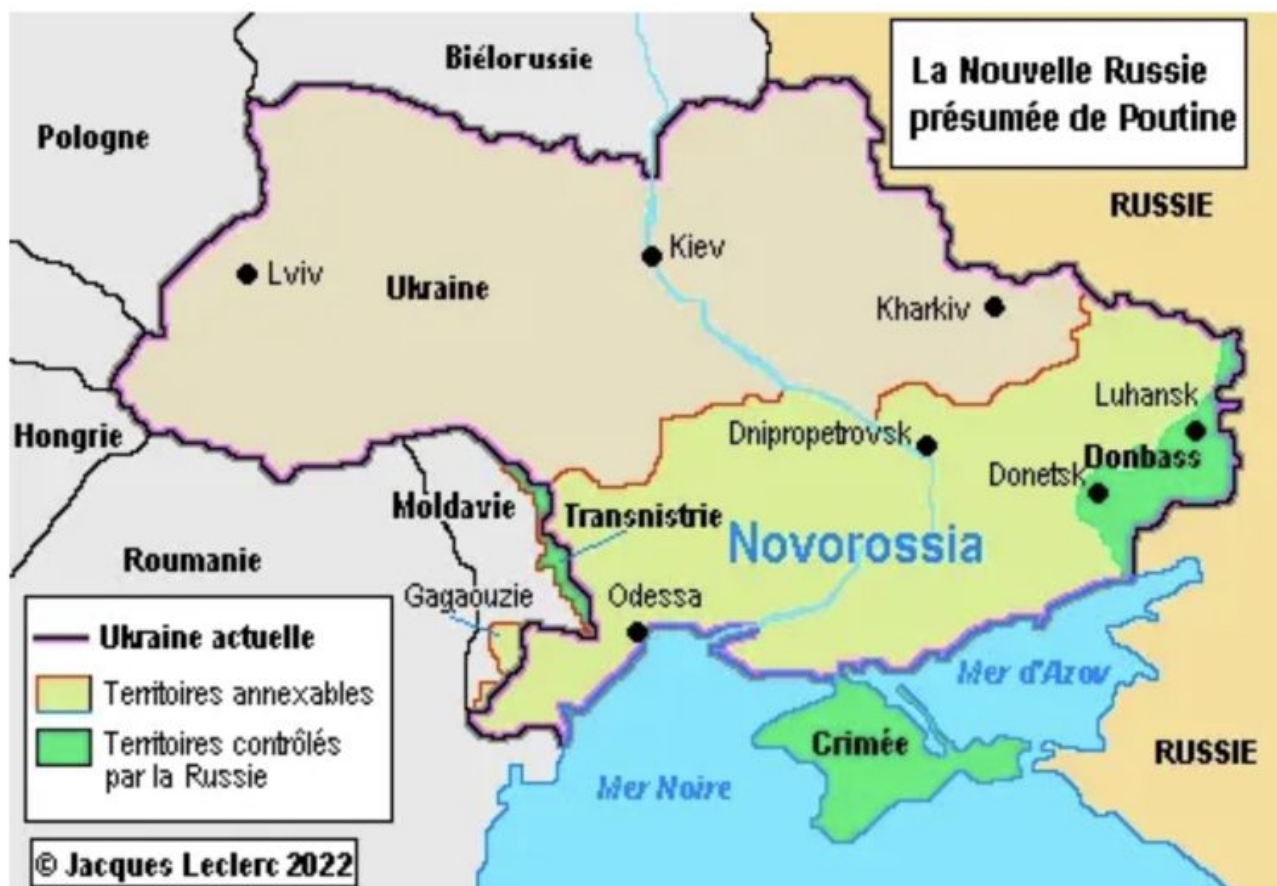 La Nouvelle Russie
présumée de Poutine
Biélorussie
Pologne
RUSSIE
Kiev
Lviv
Ukraine
Kharkiv
Luhansk
Hongrie
Dnipropetrovsk
Donbass
Donetsk
Moldavie
Transnistrie
Novorossia
Roumanie
Gagaouzie
Odessa
Ukraine actuelle
Mer d'Azov
Territoires annexables
Crimée
Territoires contrôlés
par la Russie
RUSSIE
Mer Noire
© Jacques Leclerc 2022